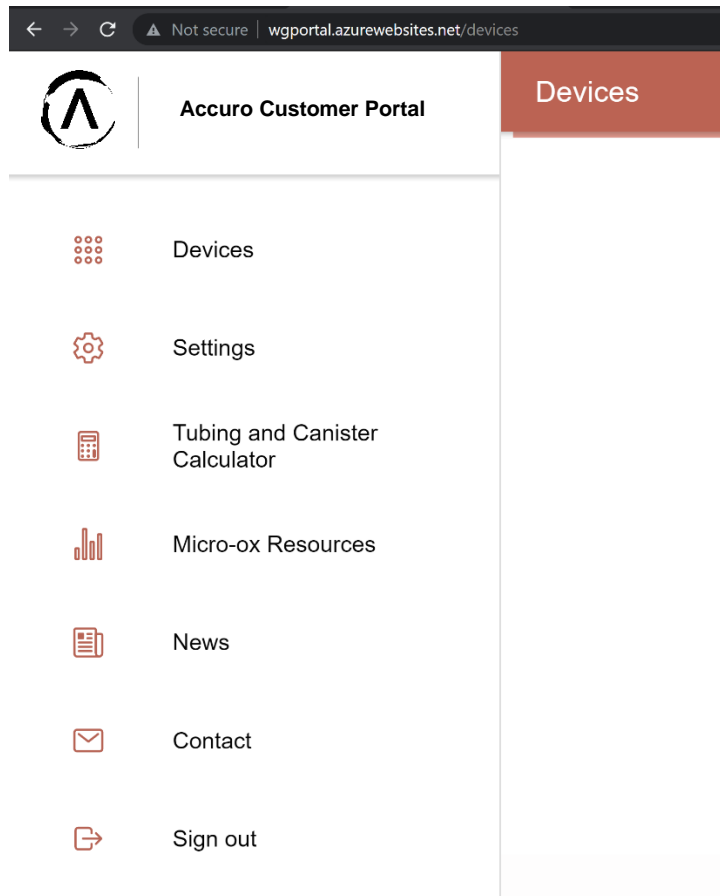 Not secure wgportal.azurewebsites.net/devices
Accuro Customer Portal
Devices
Devices
Settings
Tubing and Canister
Calculator
Micro-ox Resources
News
Contact
Sign out